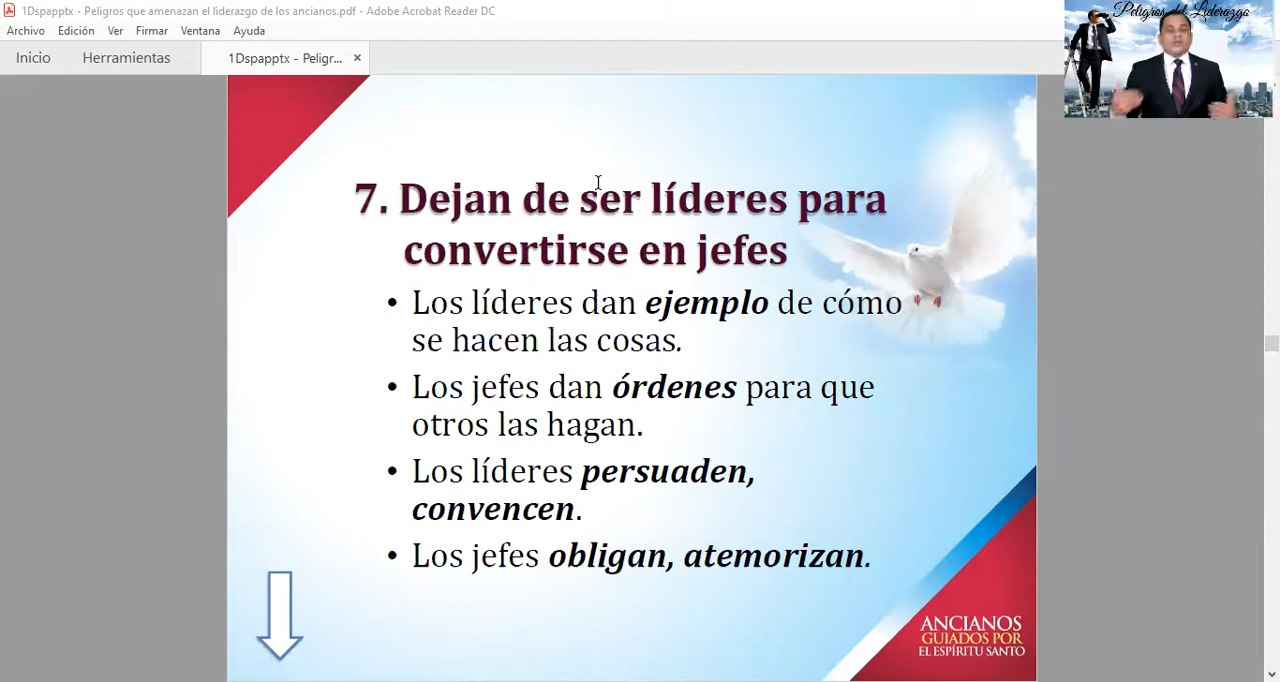 1Dspapptx - Peligros que amenazan el liderazgo de los ancianos.pdf - Adobe Acrobat Reader DC
Archivo Edición Ver Firmar Ventana Ayuda
Inicio Herramientas 1Dspapptx - Peligr... ×
Peligros del Liderazgo
7. Dejan de ser líderes para
convertirse en jefes
• Los líderes dan ejemplo de cómo
se hacen las cosas.
• Los jefes dan órdenes para que
otros las hagan.
• Los líderes persuaden,
convencen.
• Los jefes obligan, atemorizan.
ANCIANOS
GUIADOS POR
EL ESPÍRITU SANTO